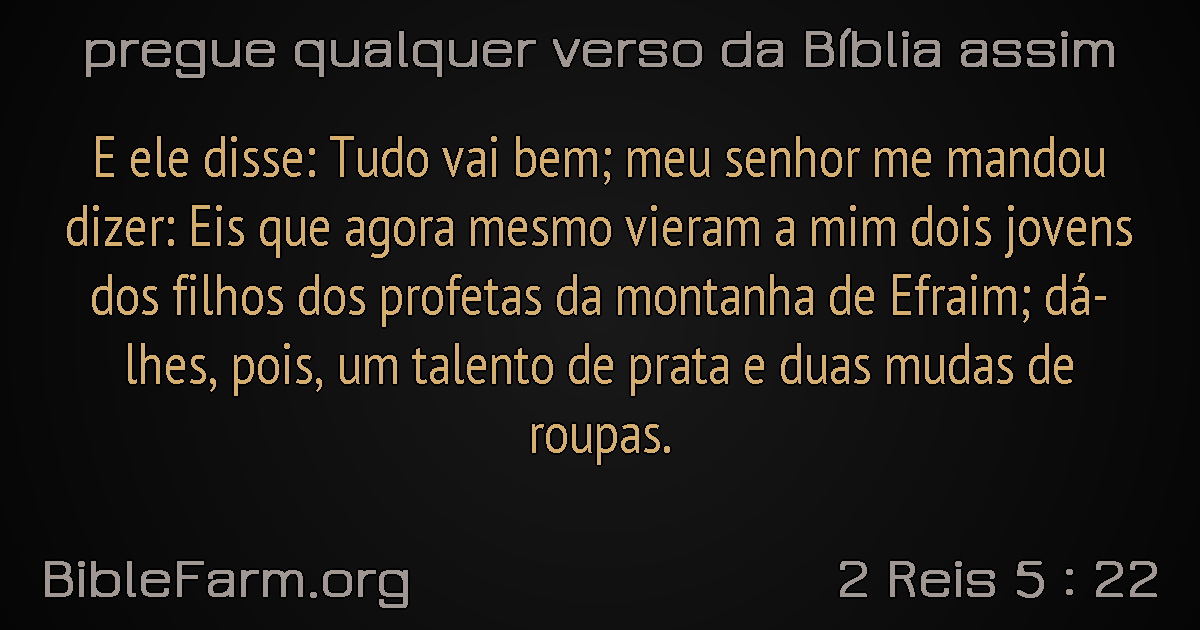 pregue qualquer verso da Bíblia assim
E ele disse: Tudo vai bem; meu senhor me mandou
dizer: Eis que agora mesmo vieram a mim dois jovens
dos filhos dos profetas da montanha de Efraim; dá-
lhes, pois, um talento de prata e duas mudas de
roupas.
BibleFarm.org
2 Reis 5 : 22